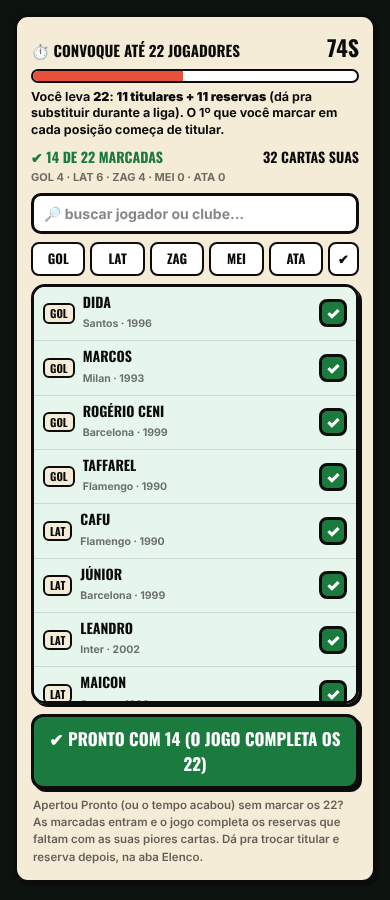 ⏱️ CONVOQUE ATÉ 22 JOGADORES 74S
Você leva 22: 11 titulares + 11 reservas (dá pra
substituir durante a liga). O 1º que você marcar em
cada posição começa de titular.
✔ 14 DE 22 MARCADAS 32 CARTAS SUAS
GOL 4 · LAT 6 · ZAG 4 · MEI 0 · ATA 0
🔎 buscar jogador ou clube...
GOL LAT ZAG MEI ATA ✔
DIDA
GOL
Santos · 1996
MARCOS
GOL
Milan · 1993
ROGÉRIO CENI
GOL
Barcelona · 1999
TAFFAREL
GOL
Flamengo · 1990
CAFU
LAT
Flamengo · 1990
JÚNIOR
LAT
Barcelona · 1999
LEANDRO
LAT
Inter · 2002
MAICON
LAT
✔ PRONTO COM 14 (O JOGO COMPLETA OS
22)
Apertou Pronto (ou o tempo acabou) sem marcar os 22?
As marcadas entram e o jogo completa os reservas que
faltam com as suas piores cartas. Dá pra trocar titular e
reserva depois, na aba Elenco.